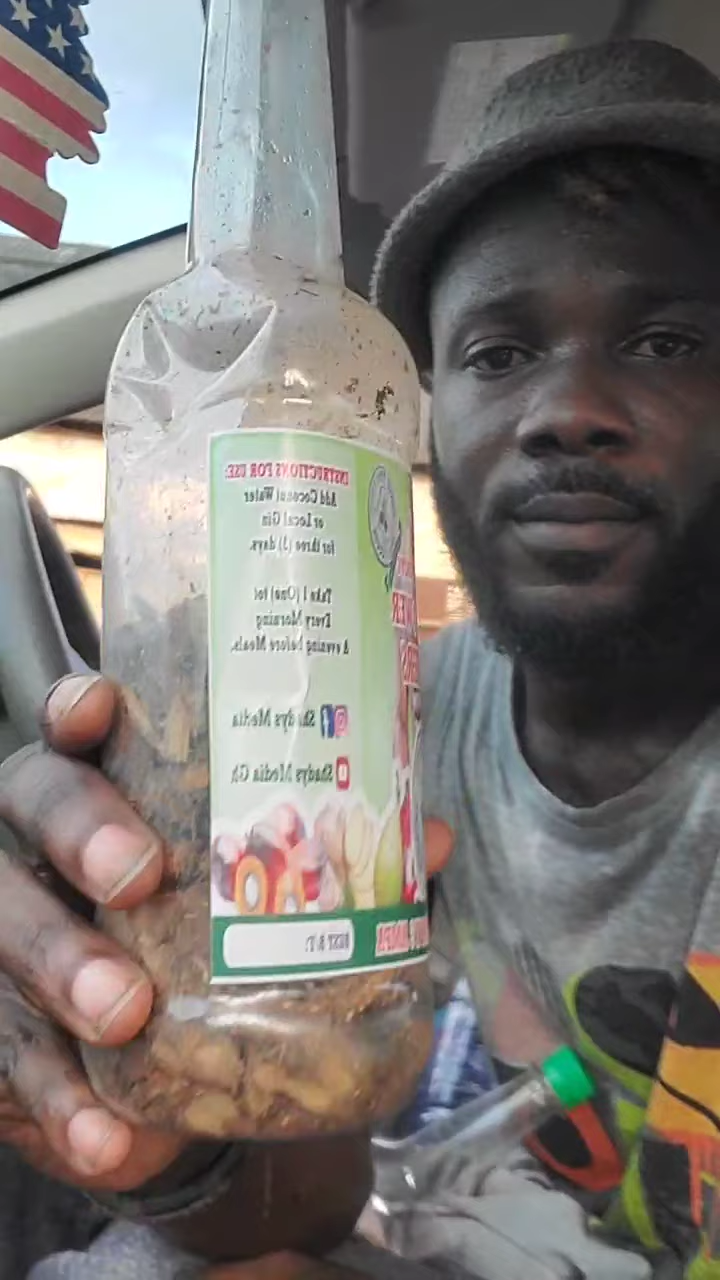 INSTRUCTIONS FOR USE:
Add Coconut Water
or Local Gin
for three (3) days.
Take 1 (One) tot
Every Morning
A evening before Meals.
Shadys Media
Shadys Media Gh
BEST B/F: